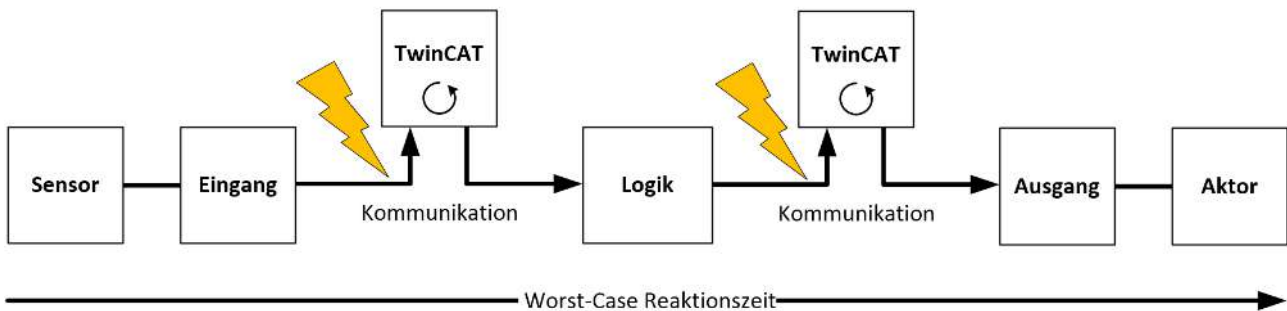 TwinCAT
TwinCAT
Sensor
Eingang
Logik
Ausgang
Aktor
Kommunikation
Kommunikation
Worst-Case Reaktionszeit